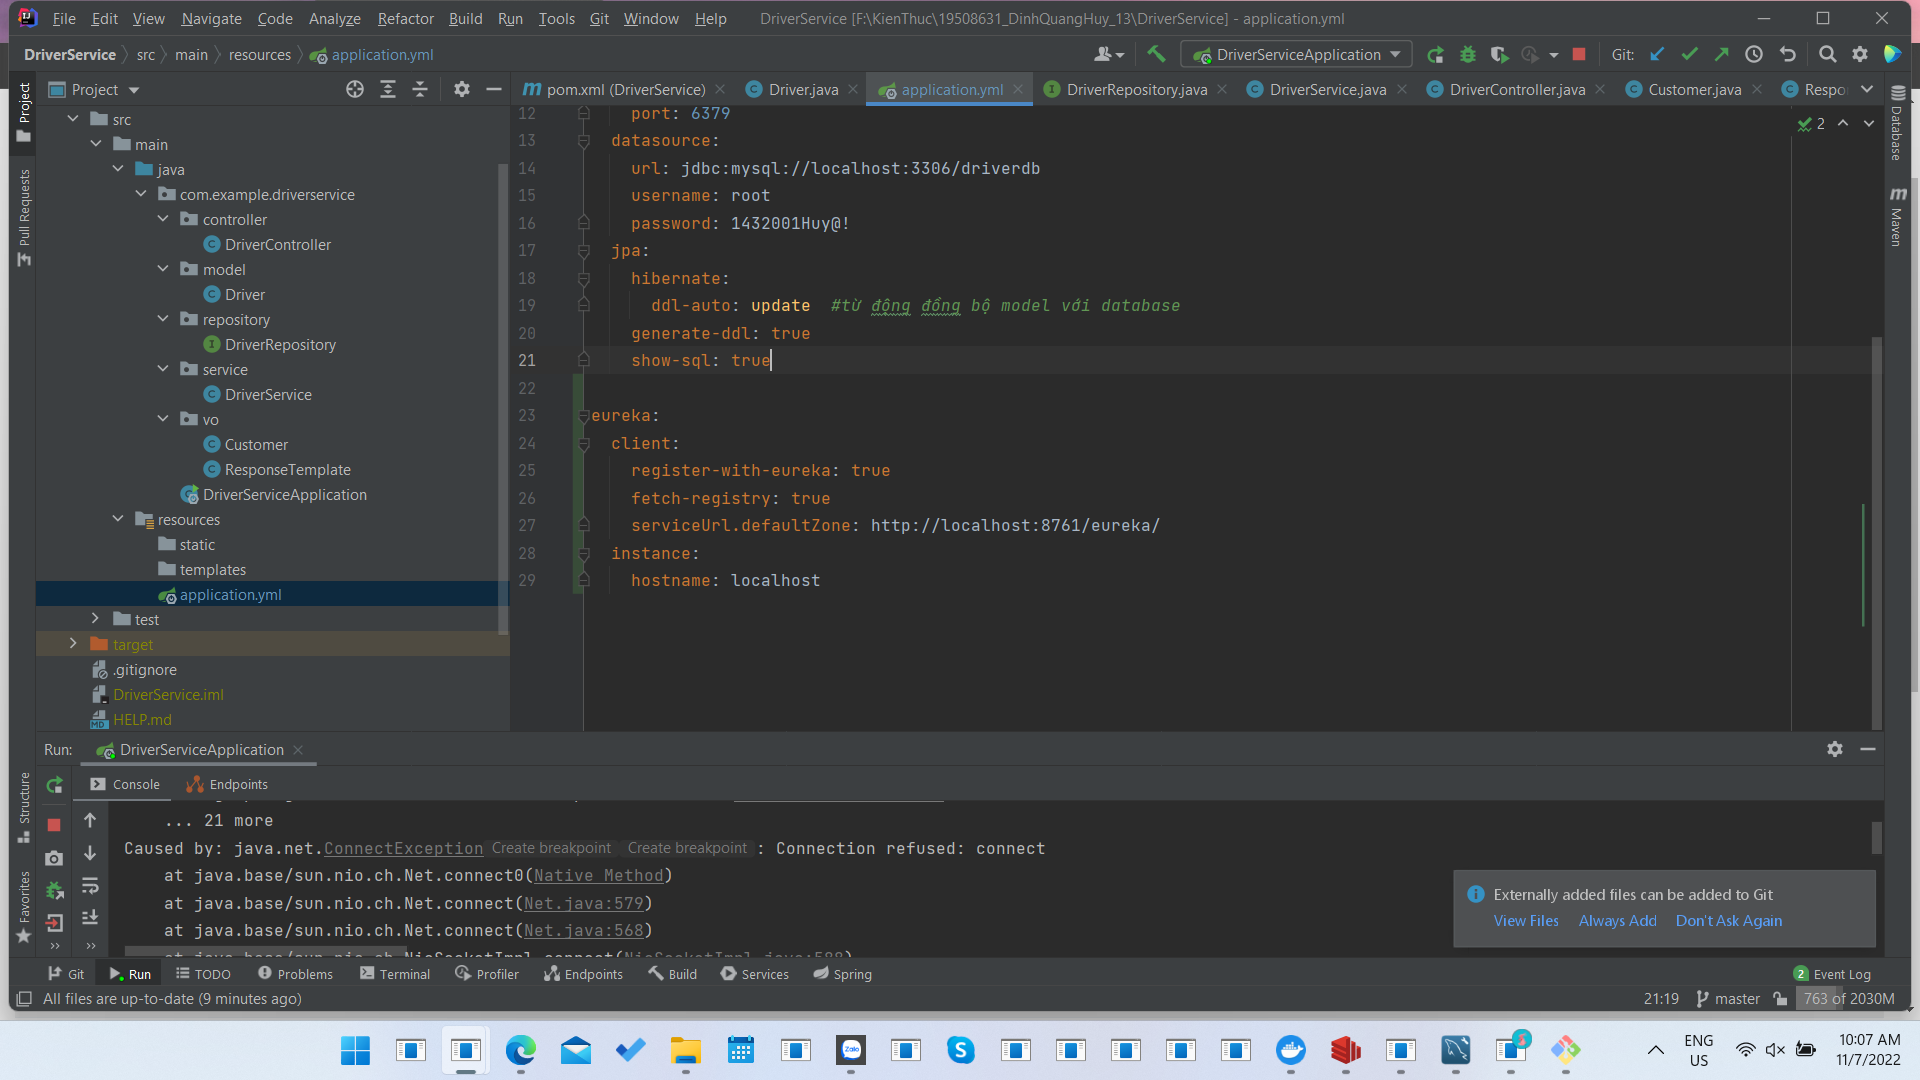 File Edit View Navigate Code Analyze Refactor Build Run Tools Git Window Help DriverService [F:\KienThuc\19508631_DinhQuangHuy_13\DriverService] - application.yml
DriverService src main resources application.yml DriverServiceApplication Git:
Project pom.xml (DriverService) Driver.java application.yml DriverRepository.java DriverService.java DriverController.java Customer.java Respo
2
src
main
java
com.example.driverservice
controller
DriverController
model
Driver
repository
DriverRepository
service
DriverService
vo
Customer
ResponseTemplate
DriverServiceApplication
resources
static
templates
application.yml
test
target
.gitignore
DriverService.iml
HELP.md
12 port: 6379
13 datasource:
14 url: jdbc:mysql://localhost:3306/driverdb
15 username: root
16 password: 1432001Huy@!
17 jpa:
18 hibernate:
19 ddl-auto: update #từ động đồng bộ model với database
20 generate-ddl: true
21 show-sql: true
22
23 eureka:
24 client:
25 register-with-eureka: true
26 fetch-registry: true
27 serviceUrl.defaultZone: http://localhost:8761/eureka/
28 instance:
29 hostname: localhost
Project
Pull Requests
Structure
Favorites
Database
Maven
Run: DriverServiceApplication
Console Endpoints
... 21 more
Caused by: java.net.ConnectException Create breakpoint Create breakpoint : Connection refused: connect
at java.base/sun.nio.ch.Net.connect0(Native Method)
at java.base/sun.nio.ch.Net.connect(Net.java:579)
at java.base/sun.nio.ch.Net.connect(Net.java:568)
at java.base/sun.nio.ch.NioSocketImpl.connect(NioSocketImpl.java:588)
Externally added files can be added to Git
View Files Always Add Don't Ask Again
Git Run TODO Problems Terminal Profiler Endpoints Build Services Spring 2 Event Log
All files are up-to-date (9 minutes ago) 21:19 master 763 of 2030M
Zalo
ENG
US
10:07 AM
11/7/2022